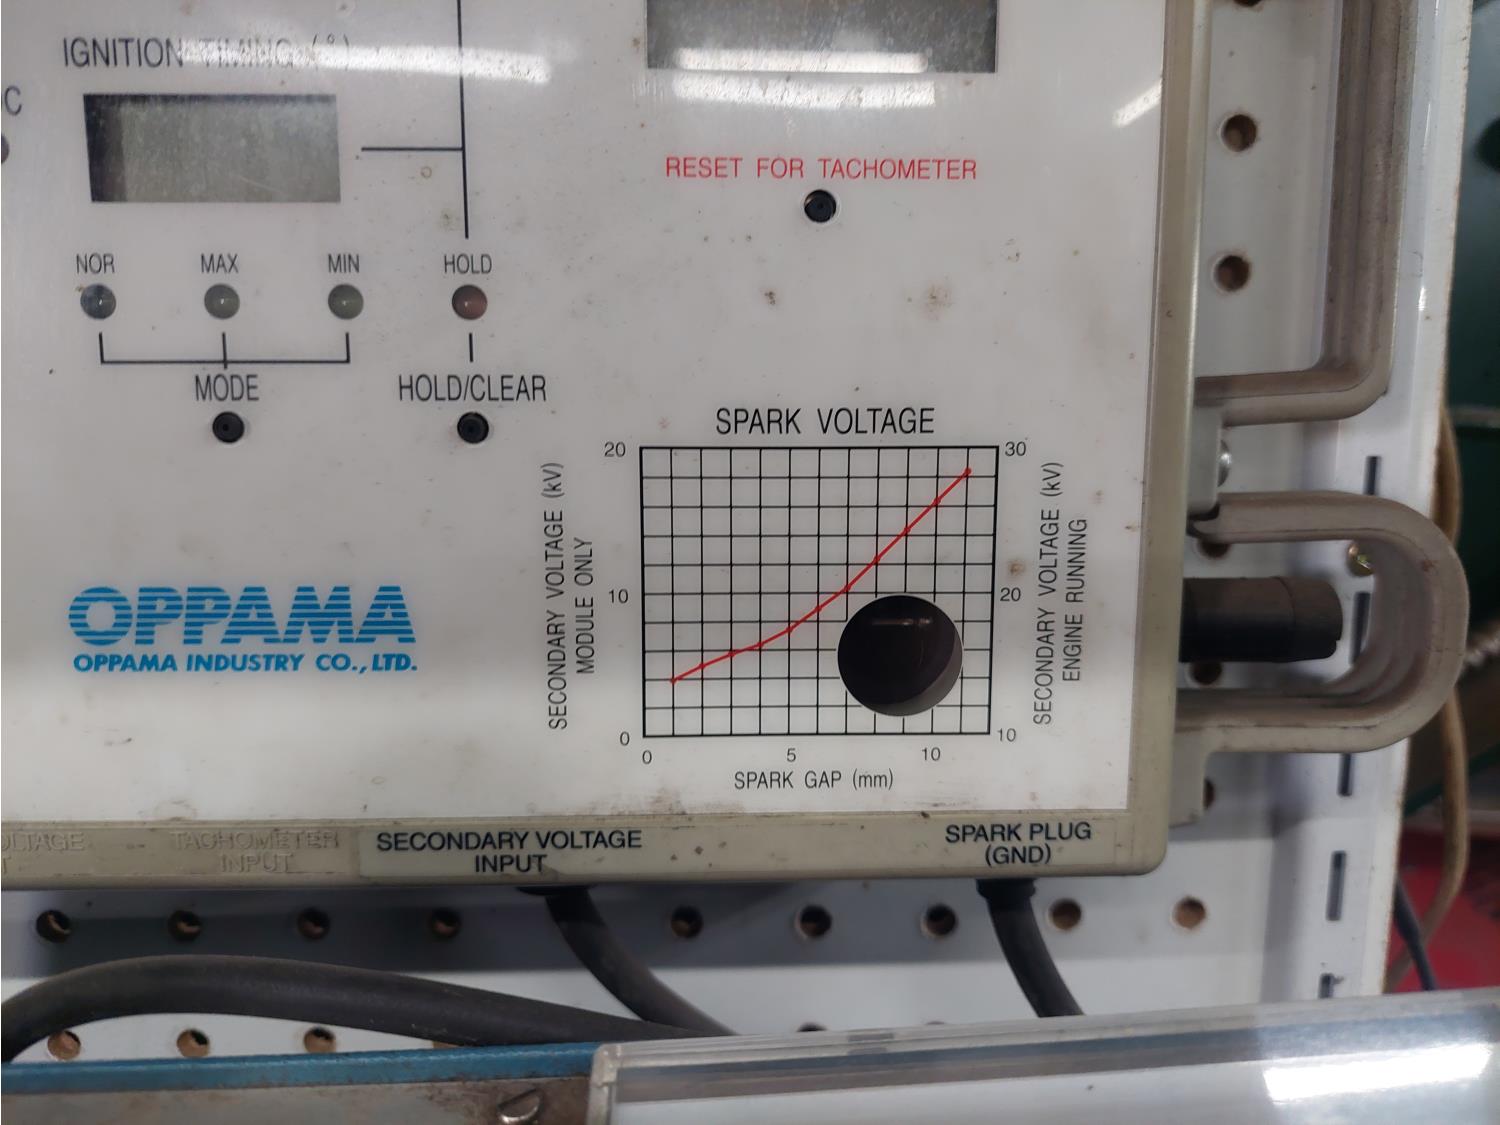 IGNITION TIMING (°)
C
RESET FOR TACHOMETER
NOR MAX MIN HOLD
MODE HOLD/CLEAR
SPARK VOLTAGE
20 30
SECONDARY VOLTAGE (kV)
MODULE ONLY
SECONDARY VOLTAGE (kV)
ENGINE RUNNING
10 20
OPPAMA
OPPAMA INDUSTRY CO., LTD.
0 10
0 5 10
SPARK GAP (mm)
TACHOMETER
INPUT
SECONDARY VOLTAGE
INPUT
SPARK PLUG
(GND)